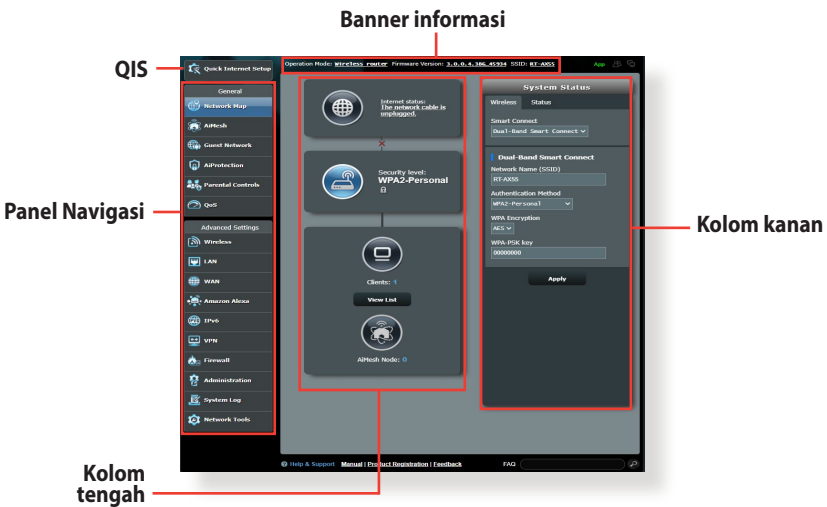 Banner informasi
QIS
Quick Internet Setup
Operation Mode: Wireless router Firmware Version: 3.0.0.4.386_45934 SSID: RT-AX55
App
Panel Navigasi
General
Network Map
AiMesh
Guest Network
AiProtection
Parental Controls
QoS
Advanced Settings
Wireless
LAN
WAN
Amazon Alexa
IPv6
VPN
Firewall
Administration
System Log
Network Tools
Internet status:
The network cable is
unplugged.
Security level:
WPA2-Personal
Clients: 1
View List
AiMesh Node: 0
Kolom
tengah
System Status
Wireless Status
Smart Connect
Dual-Band Smart Connect
Dual-Band Smart Connect
Network Name (SSID)
RT-AX55
Authentication Method
WPA2-Personal
WPA Encryption
AES
WPA-PSK key
00000000
Apply
Kolom kanan
Help & Support Manual | Product Registration | Feedback FAQ